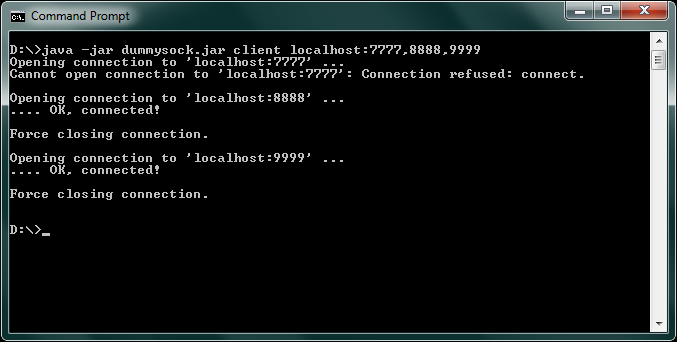 Command Prompt
D:\>java -jar dummysock.jar client localhost:7777,8888,9999
Opening connection to 'localhost:7777' ...
Cannot open connection to 'localhost:7777': Connection refused: connect.
Opening connection to 'localhost:8888' ...
.... OK, connected!
Force closing connection.
Opening connection to 'localhost:9999' ...
.... OK, connected!
Force closing connection.
D:\>_